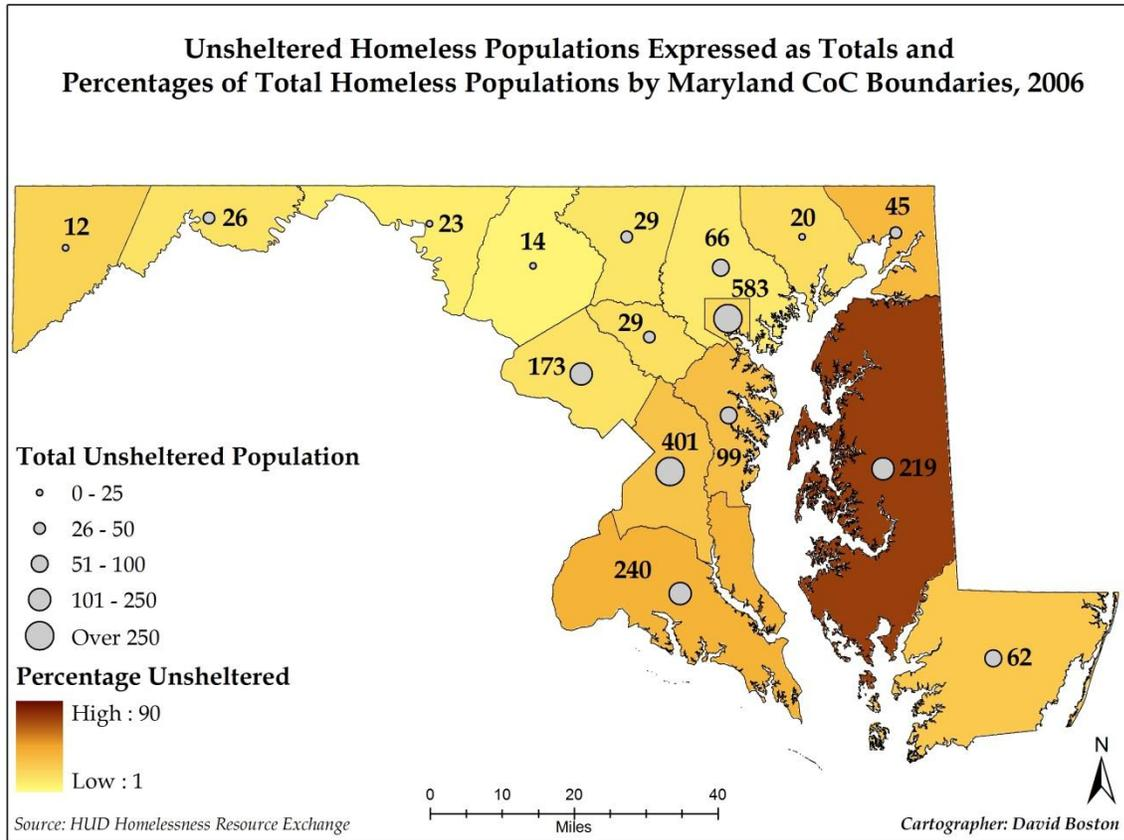 Unsheltered Homeless Populations Expressed as Totals and
Percentages of Total Homeless Populations by Maryland CoC Boundaries, 2006
12
26
23
14
29
66
20
45
583
29
173
401
99
219
240
62
Total Unsheltered Population
0 - 25
26 - 50
51 - 100
101 - 250
Over 250
Percentage Unsheltered
High : 90
Low : 1
0 20 40
Miles
N
Source: HUD Homelessness Resource Exchange
Cartographer: David Boston